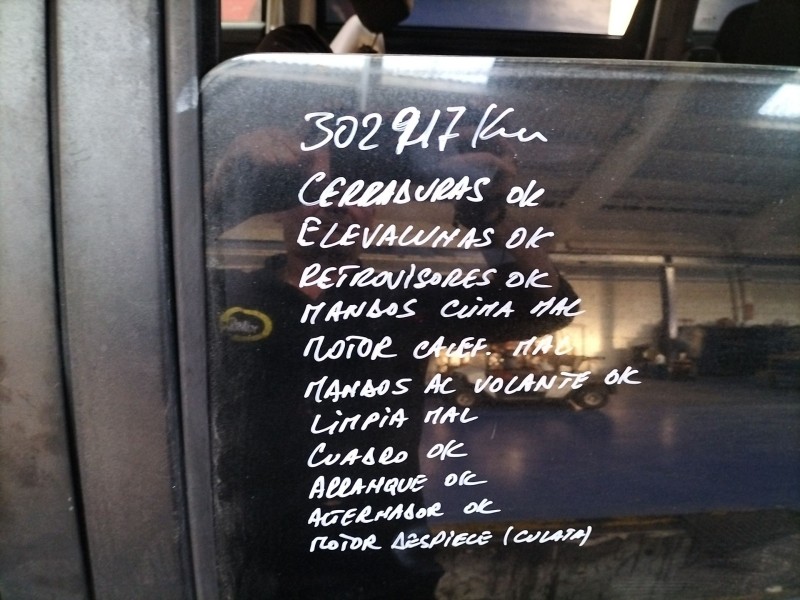 302917 Km
CERRADURAS OK
ELEVALUNAS OK
RETROVISORES OK
MANDOS CLIMA MAL
MOTOR CALEF. MAL
MANDOS AL VOLANTE OK
LIMPIA MAL
CUADRO OK
ARRANQUE OK
ALTERNADOR OK
MOTOR DESPIECE (CULATA)